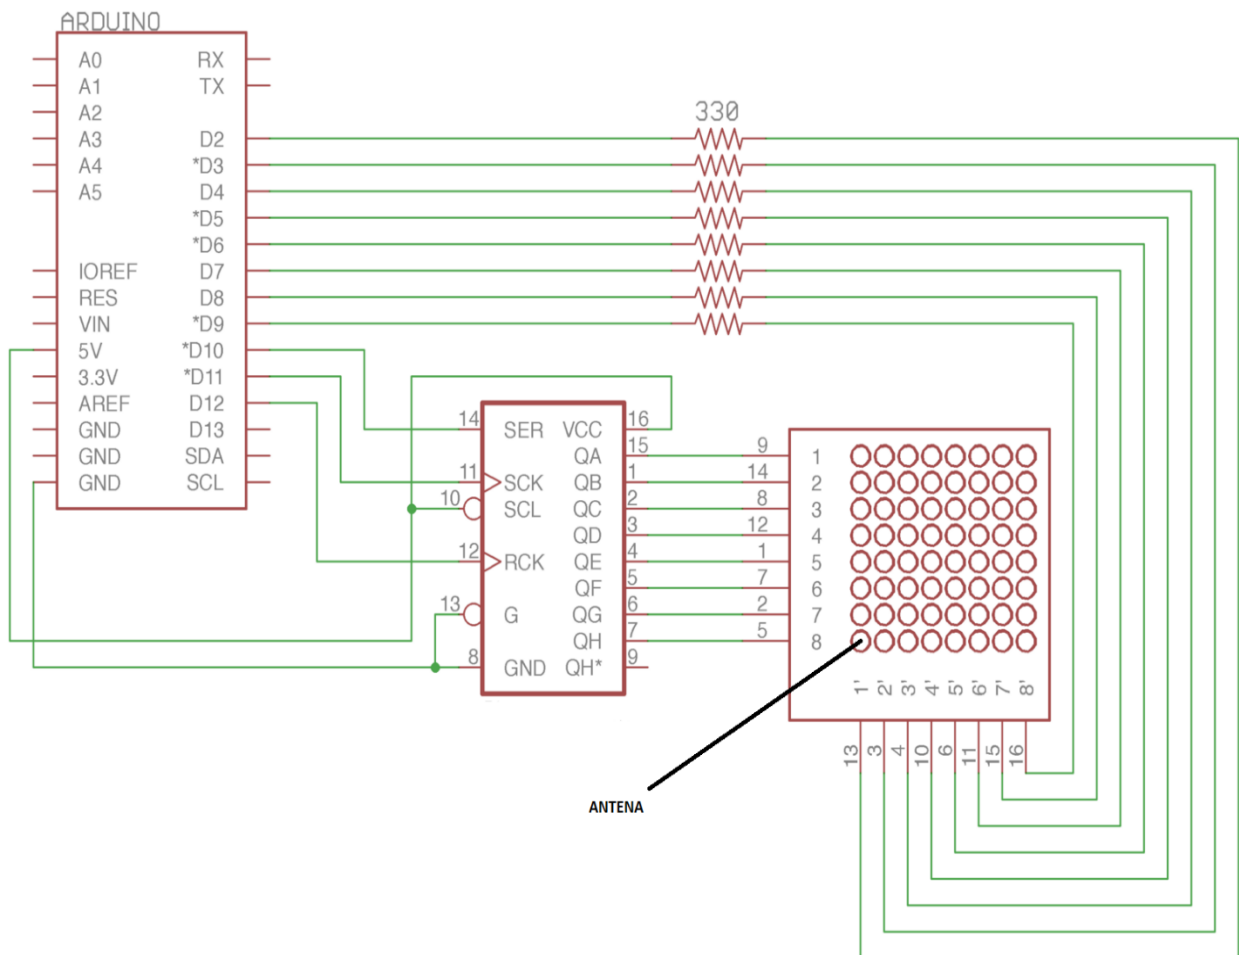 ARDUINO
A0 RX
A1 TX
A2
A3 D2
A4 *D3
A5 D4
*D5
*D6
IOREF D7
RES D8
VIN *D9
5V *D10
3.3V *D11
AREF D12
GND D13
GND SDA
GND SCL
330
14 SER VCC 16
QA 15
11 SCK QB 1
10 SCL QC 2
QD 3
12 RCK QE 4
QF 5
13 G QG 6
QH 7
8 GND QH* 9
9 1
14 2
8 3
12 4
1 5
7 6
2 7
5 8
1' 2' 3' 4' 5' 6' 7' 8'
13 3 4 10 6 11 15 16
ANTENA